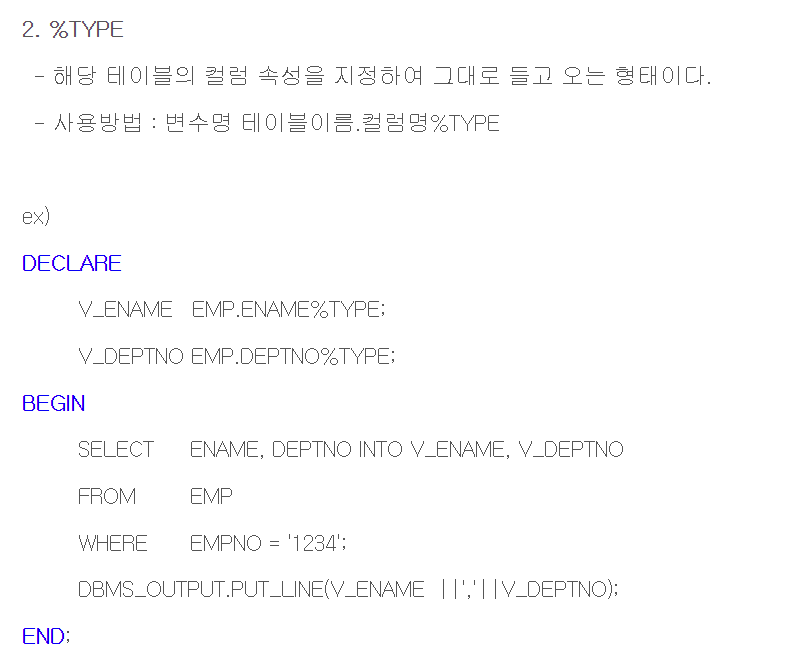 2. %TYPE
- 해당 테이블의 컬럼 속성을 지정하여 그대로 들고 오는 형태이다.
- 사용방법 : 변수명 테이블이름.컬럼명%TYPE
ex)
DECLARE
V_ENAME EMP.ENAME%TYPE;
V_DEPTNO EMP.DEPTNO%TYPE;
BEGIN
SELECT ENAME, DEPTNO INTO V_ENAME, V_DEPTNO
FROM EMP
WHERE EMPNO = '1234';
DBMS_OUTPUT.PUT_LINE(V_ENAME ||','||V_DEPTNO);
END;